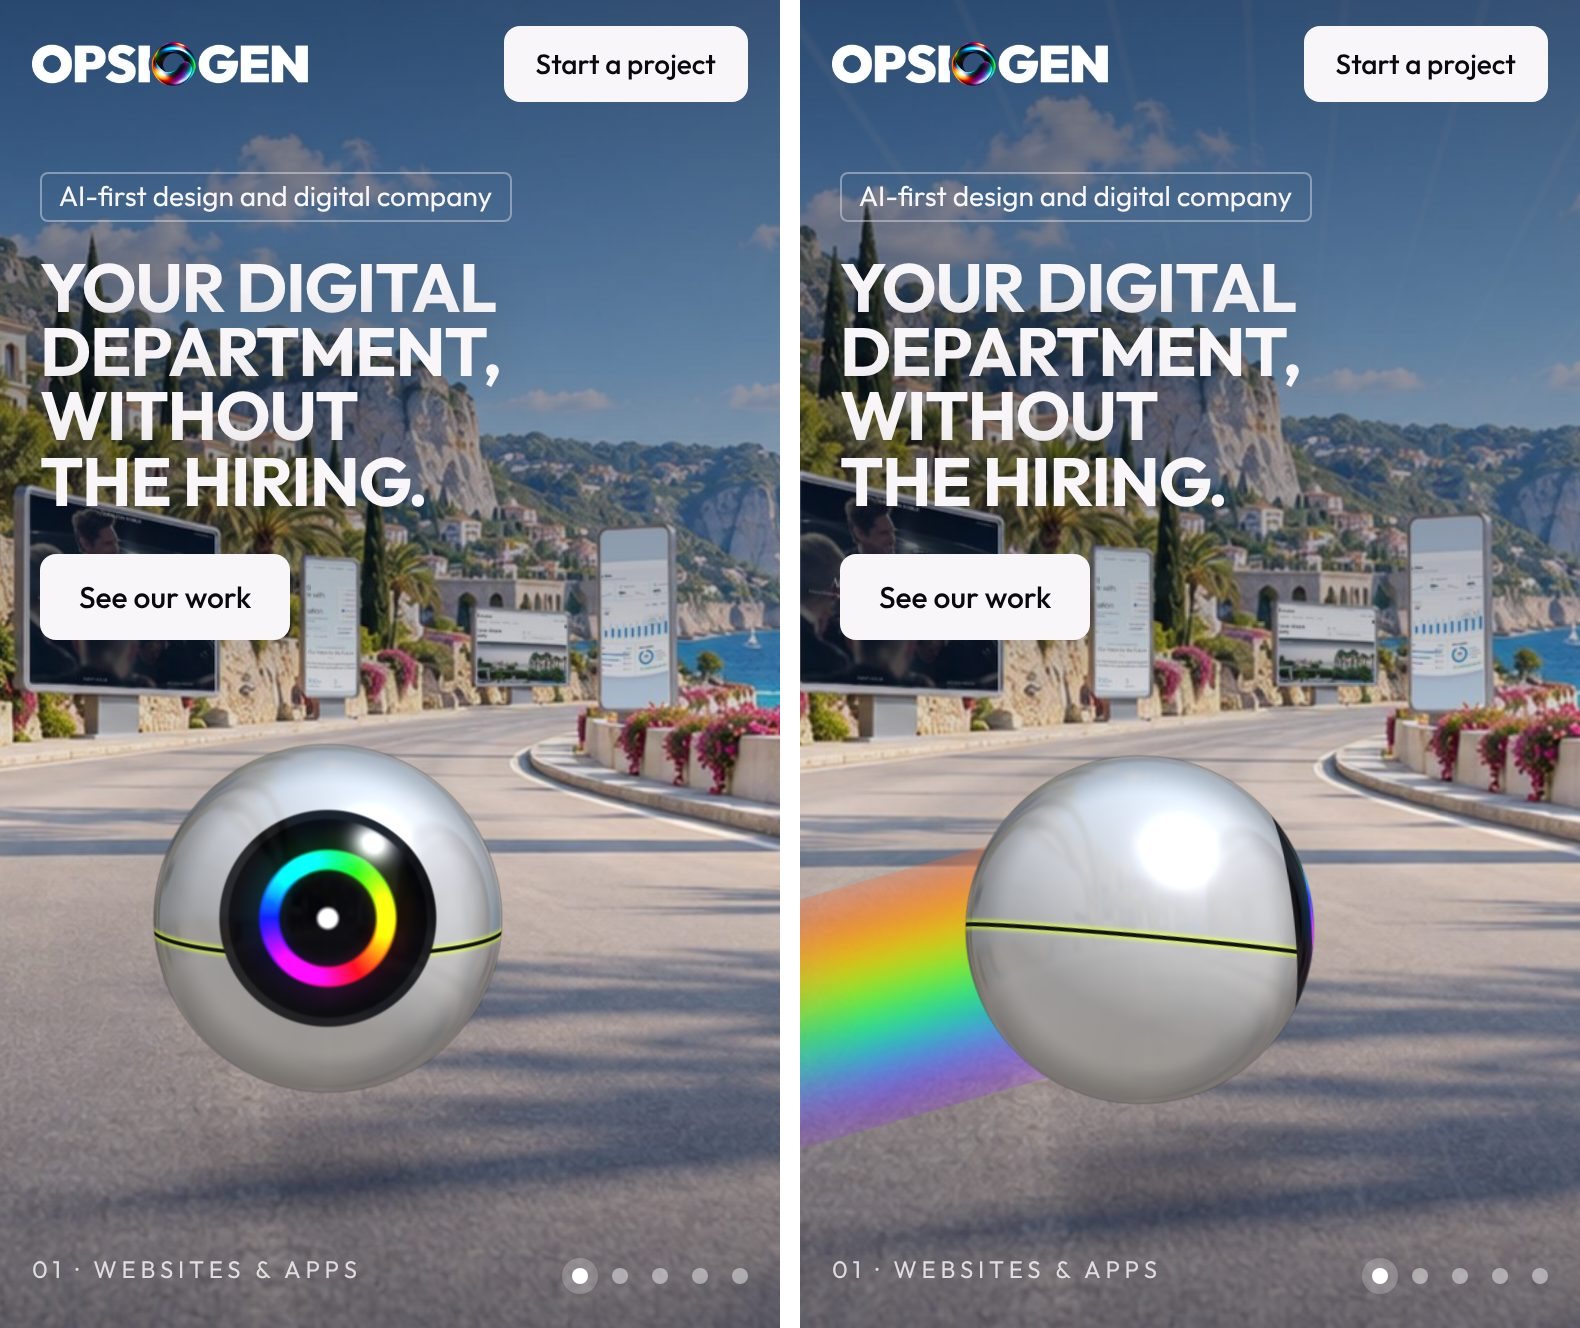 OPSIOGEN
Start a project
AI-first design and digital company
YOUR DIGITAL
DEPARTMENT,
WITHOUT
THE HIRING.
See our work
01 · WEBSITES & APPS
OPSIOGEN
Start a project
AI-first design and digital company
YOUR DIGITAL
DEPARTMENT,
WITHOUT
THE HIRING.
See our work
01 · WEBSITES & APPS